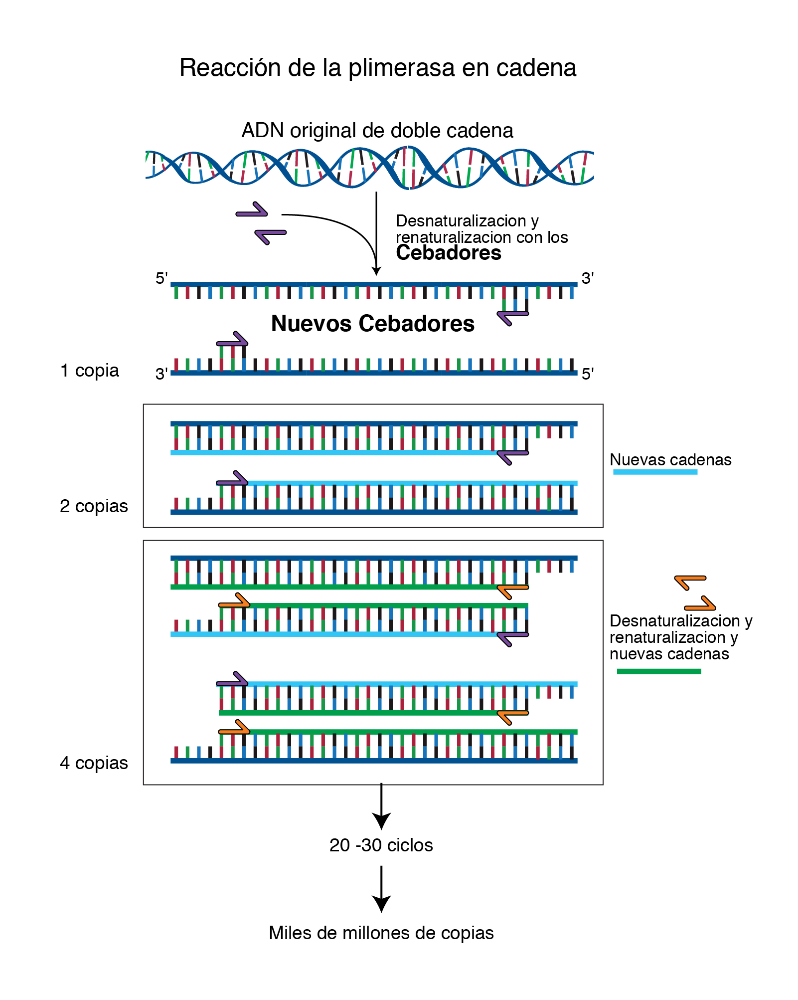 Reacción de la plimerasa en cadena
ADN original de doble cadena
Desnaturalizacion y
renaturalizacion con los
Cebadores
5'
3'
Nuevos Cebadores
1 copia
3'
5'
Nuevas cadenas
2 copias
Desnaturalizacion y
renaturalizacion y
nuevas cadenas
4 copias
20 -30 ciclos
Miles de millones de copias